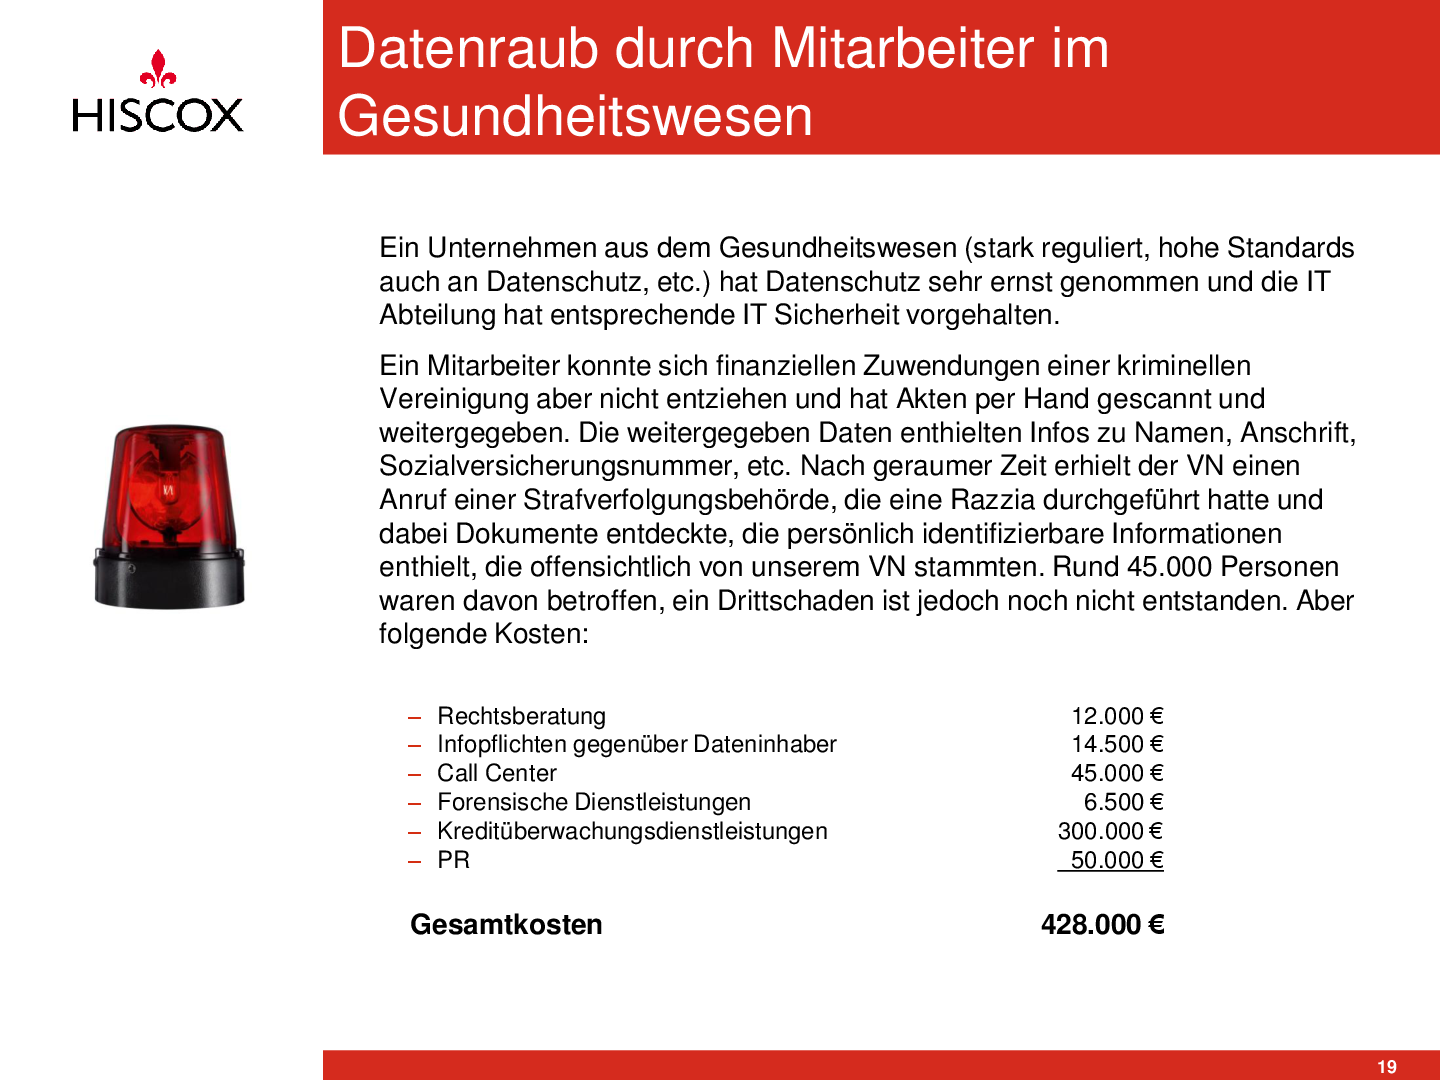 HISCOX
Datenraub durch Mitarbeiter im
Gesundheitswesen
Ein Unternehmen aus dem Gesundheitswesen (stark reguliert, hohe Standards
auch an Datenschutz, etc.) hat Datenschutz sehr ernst genommen und die IT
Abteilung hat entsprechende IT Sicherheit vorgehalten.
Ein Mitarbeiter konnte sich finanziellen Zuwendungen einer kriminellen
Vereinigung aber nicht entziehen und hat Akten per Hand gescannt und
weitergegeben. Die weitergegeben Daten enthielten Infos zu Namen, Anschrift,
Sozialversicherungsnummer, etc. Nach geraumer Zeit erhielt der VN einen
Anruf einer Strafverfolgungsbehörde, die eine Razzia durchgeführt hatte und
dabei Dokumente entdeckte, die persönlich identifizierbare Informationen
enthielt, die offensichtlich von unserem VN stammten. Rund 45.000 Personen
waren davon betroffen, ein Drittschaden ist jedoch noch nicht entstanden. Aber
folgende Kosten:
– Rechtsberatung 12.000 €
– Infopflichten gegenüber Dateninhaber 14.500 €
– Call Center 45.000 €
– Forensische Dienstleistungen 6.500 €
– Kreditüberwachungsdienstleistungen 300.000 €
– PR 50.000 €
Gesamtkosten 428.000 €
19